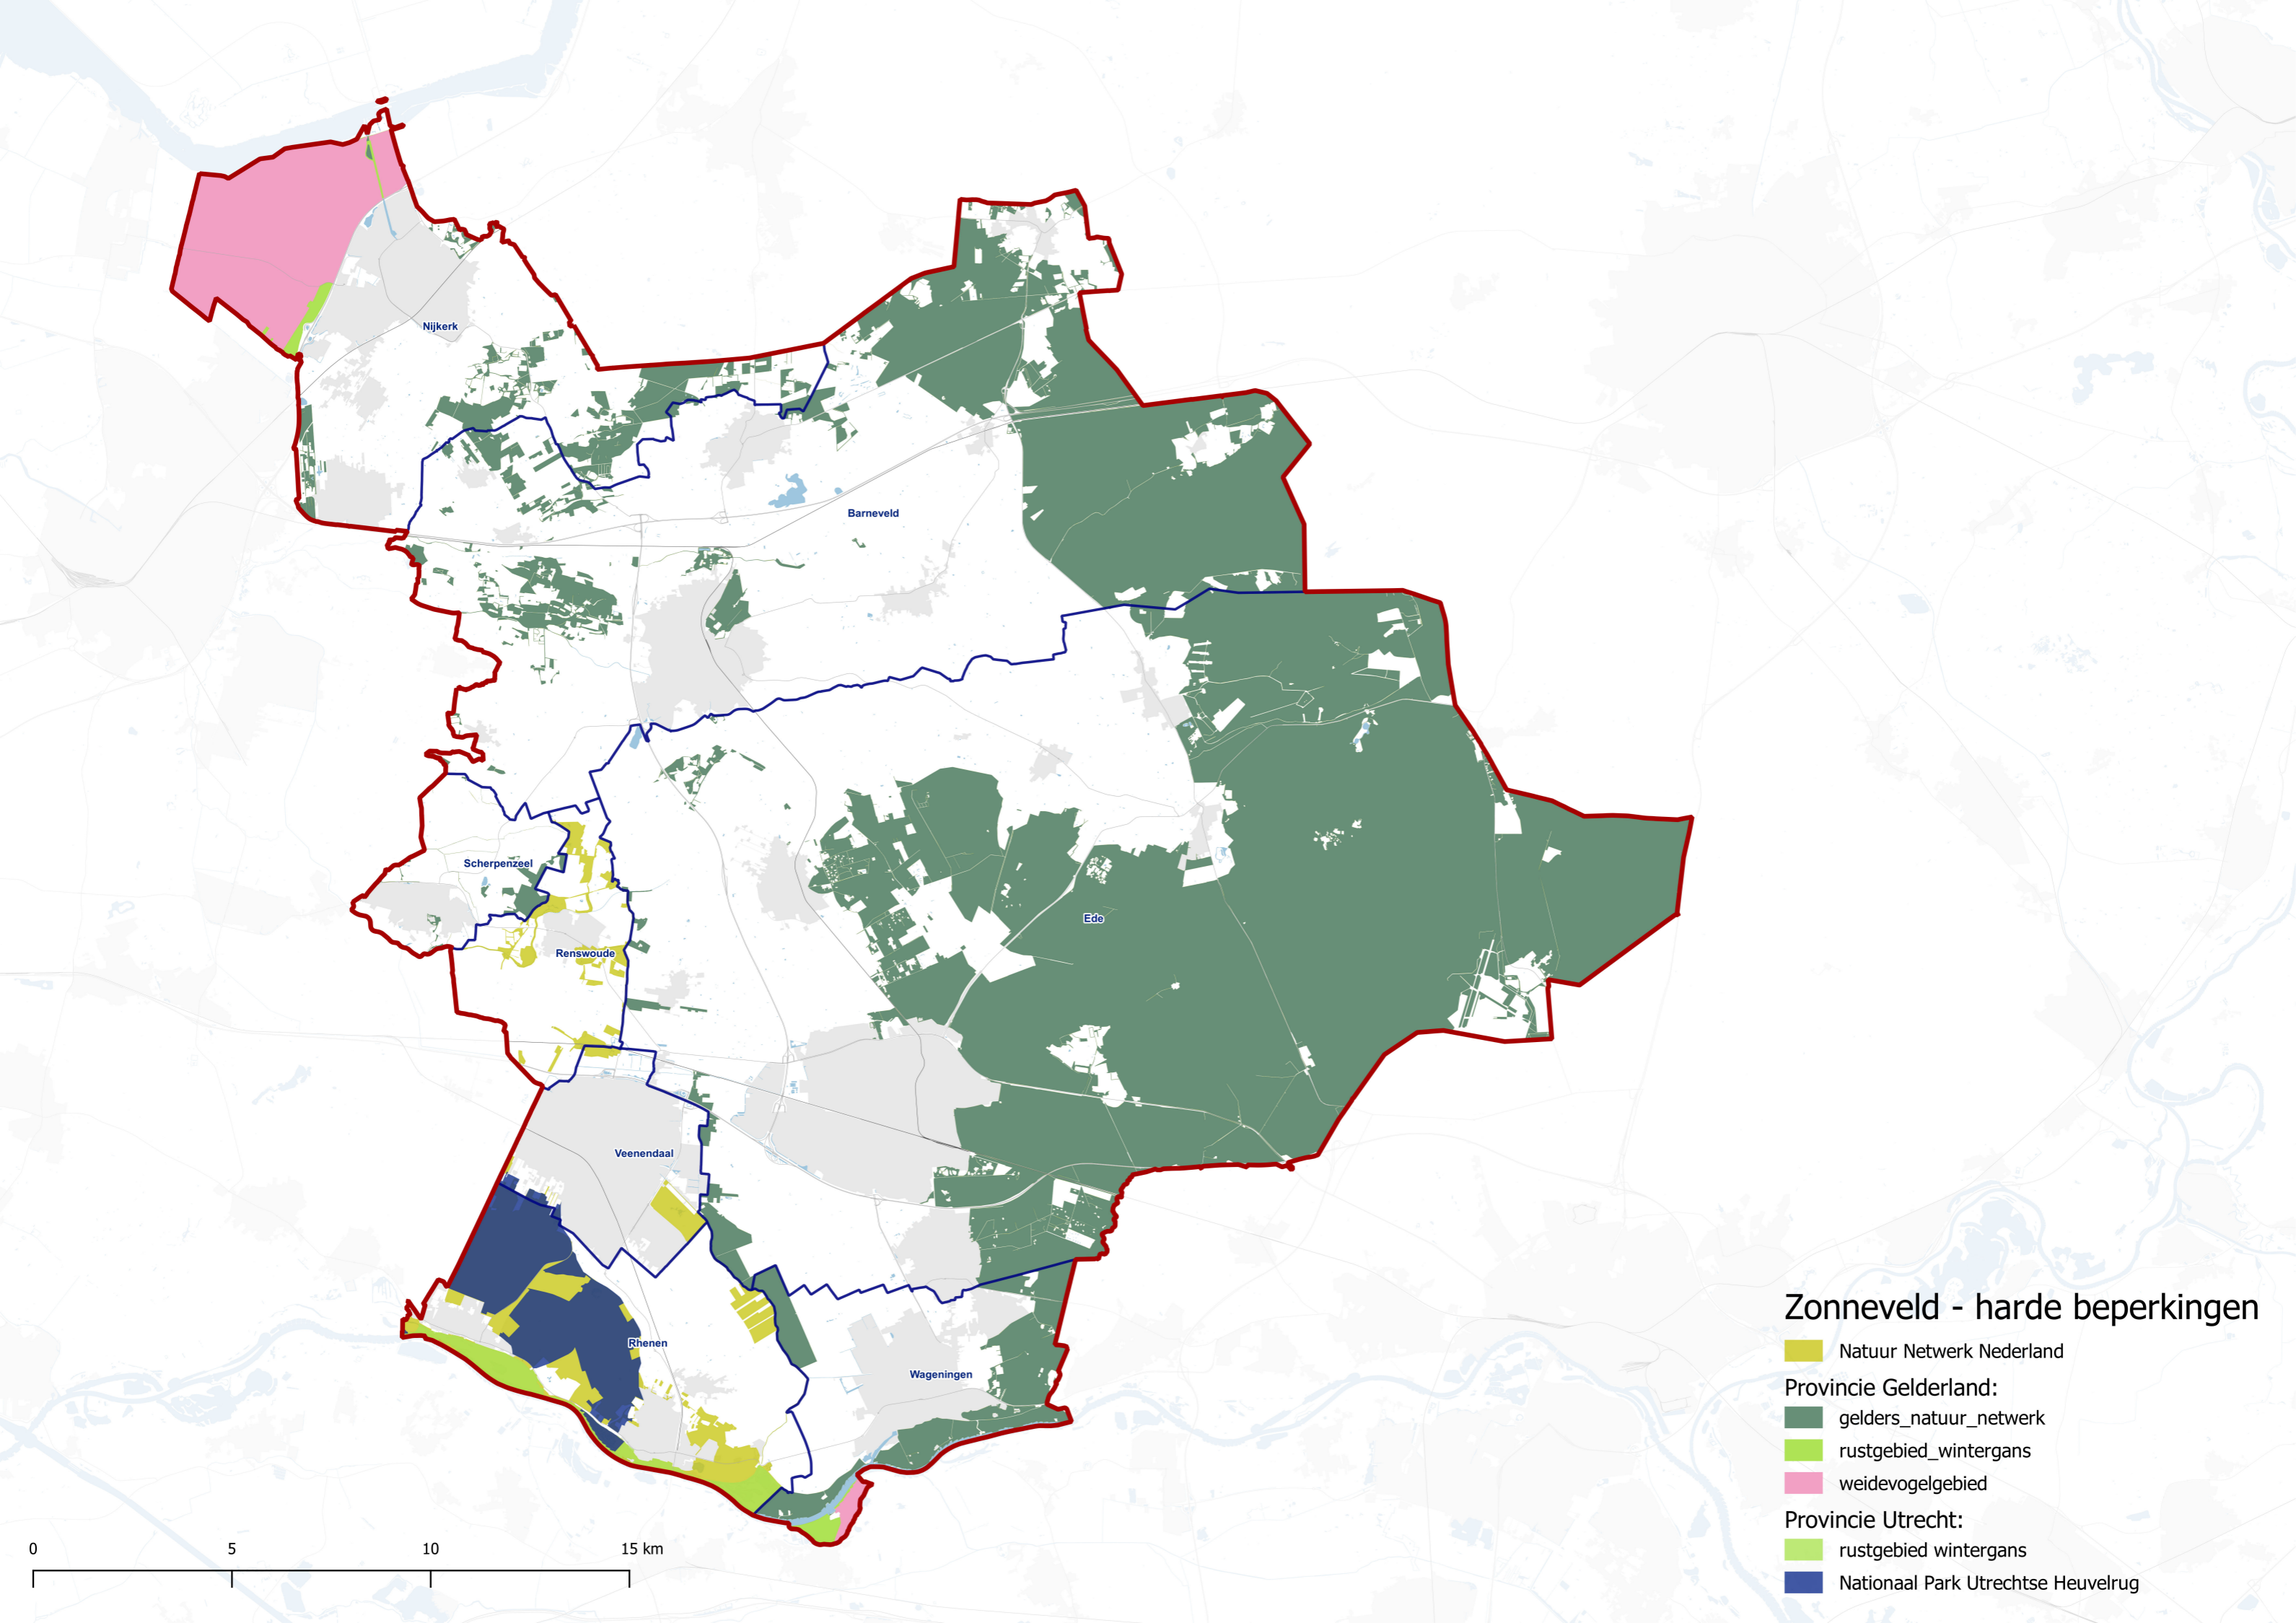 Nijkerk
Barneveld
Scherpenzeel
Ede
Renswoude
Veenendaal
Rhenen
Wageningen
Zonneveld - harde beperkingen
Natuur Netwerk Nederland
Provincie Gelderland:
gelders_natuur_netwerk
rustgebied_wintergans
weidevogelgebied
Provincie Utrecht:
rustgebied wintergans
Nationaal Park Utrechtse Heuvelrug
0 5 10 15 km